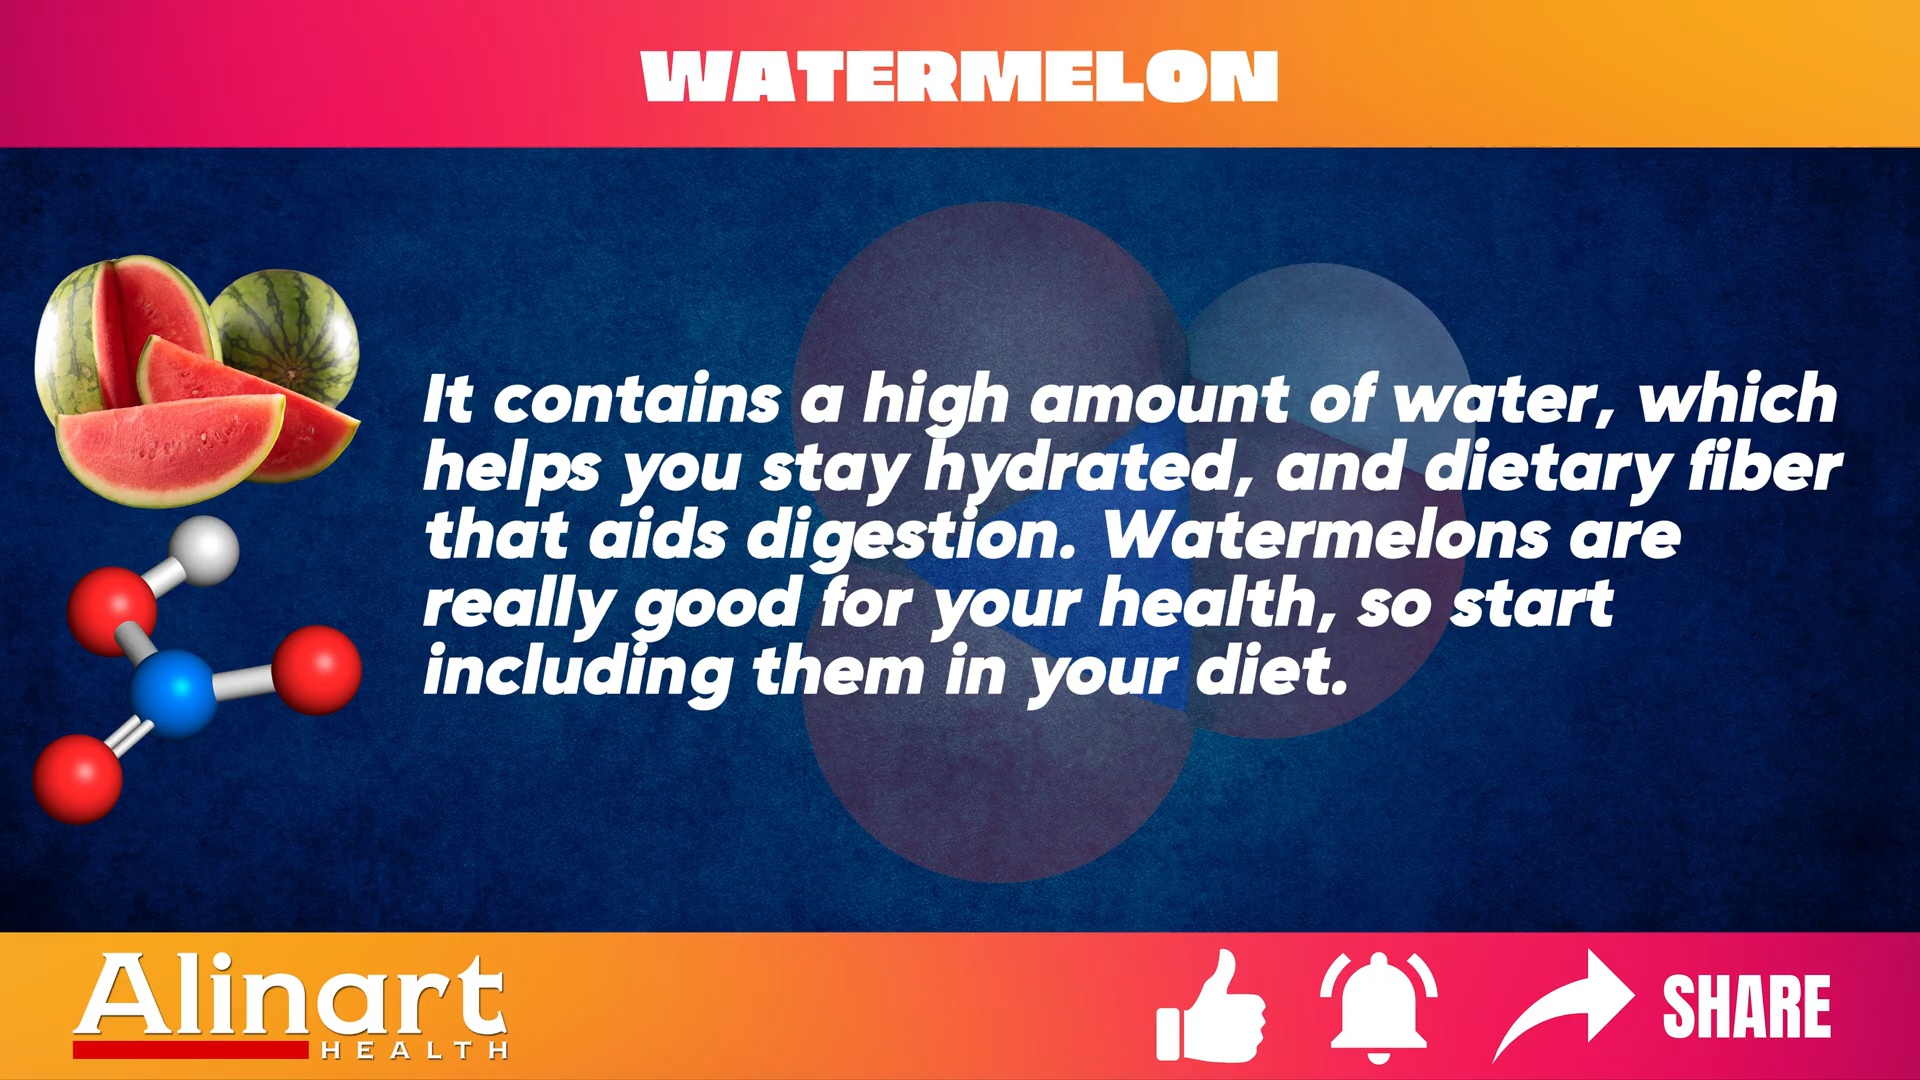 WATERMELON
It contains a high amount of water, which
helps you stay hydrated, and dietary fiber
that aids digestion. Watermelons are
really good for your health, so start
including them in your diet.
Alinart
HEALTH
SHARE